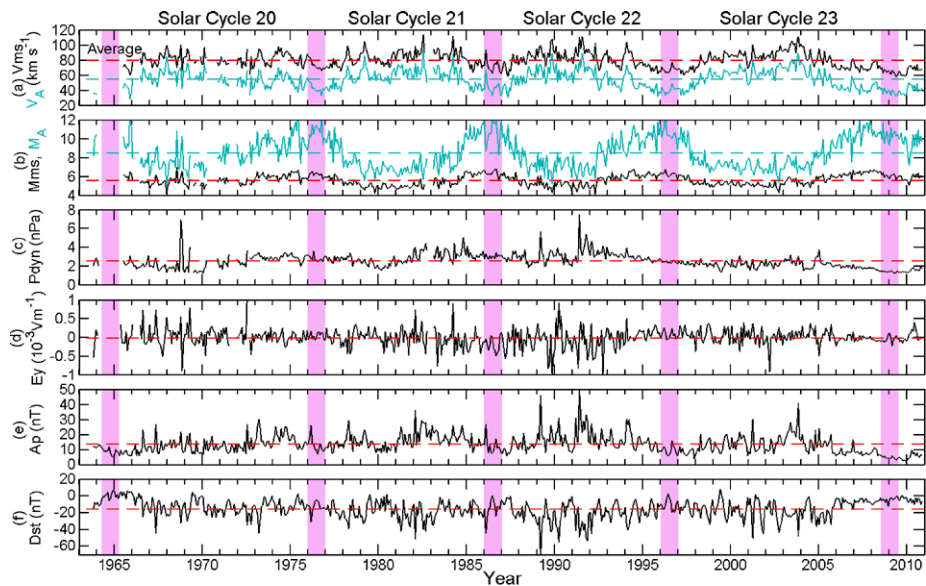 Solar Cycle 20 Solar Cycle 21 Solar Cycle 22 Solar Cycle 23
(a) Vms
VA (km s-1)
Average
120
100
80
60
40
20
(b)
Mms, MA
12
10
8
6
4
(c)
Pdyn (nPa)
8
6
4
2
0
(d)
Ey (10-3Vm-1)
1
0.5
0
-0.5
-1
(e)
Ap (nT)
50
40
30
20
10
0
(f)
Dst (nT)
20
0
-20
-40
-60
1965 1970 1975 1980 1985 1990 1995 2000 2005 2010
Year